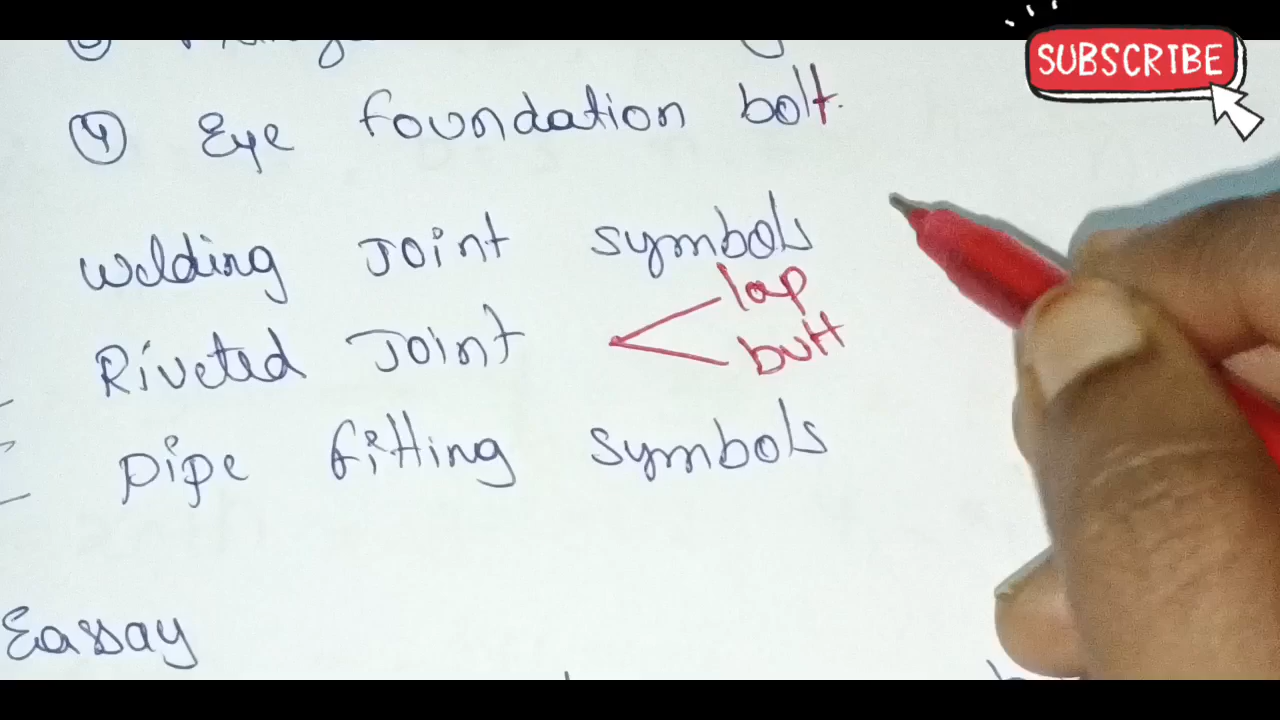 SUBSCRIBE
④ Eye foundation bolt.
Welding Joint symbols
lap
Riveted Joint
butt
Pipe fitting symbols
Eassay